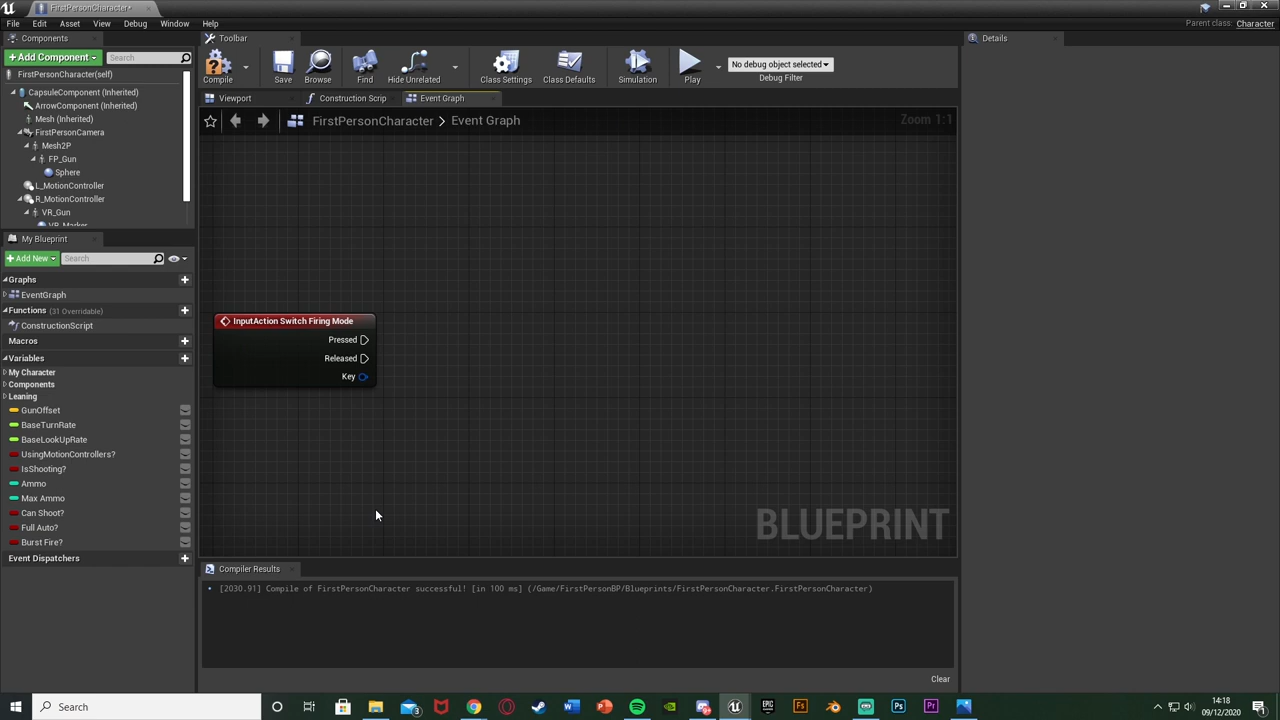 FirstPersonCharacter*
File Edit Asset View Debug Window Help
Parent class: Character
Components
Toolbar
Details
+Add Component
Search
FirstPersonCharacter(self)
CapsuleComponent (Inherited)
ArrowComponent (Inherited)
Mesh (Inherited)
FirstPersonCamera
Mesh2P
FP_Gun
Sphere
L_MotionController
R_MotionController
VR_Gun
VR_Marker
Compile
Save
Browse
Find
Hide Unrelated
Class Settings
Class Defaults
Simulation
Play
No debug object selected
Debug Filter
Viewport
Construction Scrip
Event Graph
FirstPersonCharacter > Event Graph
Zoom 1:1
My Blueprint
+Add New
Search
Graphs
EventGraph
Functions (31 Overridable)
ConstructionScript
Macros
Variables
My Character
Components
Leaning
GunOffset
BaseTurnRate
BaseLookUpRate
UsingMotionControllers?
IsShooting?
Ammo
Max Ammo
Can Shoot?
Full Auto?
Burst Fire?
Event Dispatchers
InputAction Switch Firing Mode
Pressed
Released
Key
BLUEPRINT
Compiler Results
[2030.91] Compile of FirstPersonCharacter successful! [in 100 ms] (/Game/FirstPersonBP/Blueprints/FirstPersonCharacter.FirstPersonCharacter)
Clear
Search
14:18
09/12/2020